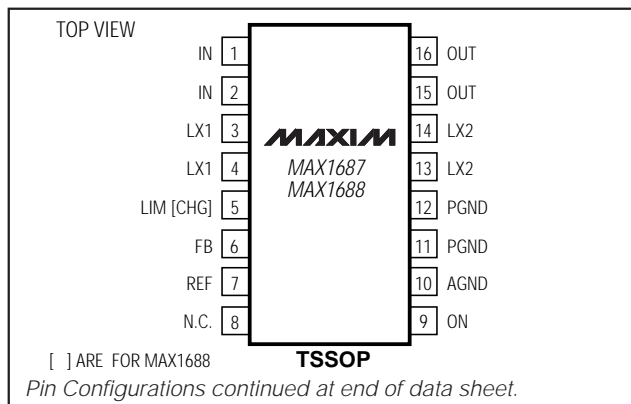 TOP VIEW
IN 1 16 OUT
IN 2 15 OUT
LX1 3 14 LX2
MAXIM
LX1 4 13 LX2
MAX1687
MAX1688
LIM [CHG] 5 12 PGND
FB 6 11 PGND
REF 7 10 AGND
N.C. 8 9 ON
[ ] ARE FOR MAX1688
TSSOP
Pin Configurations continued at end of data sheet.